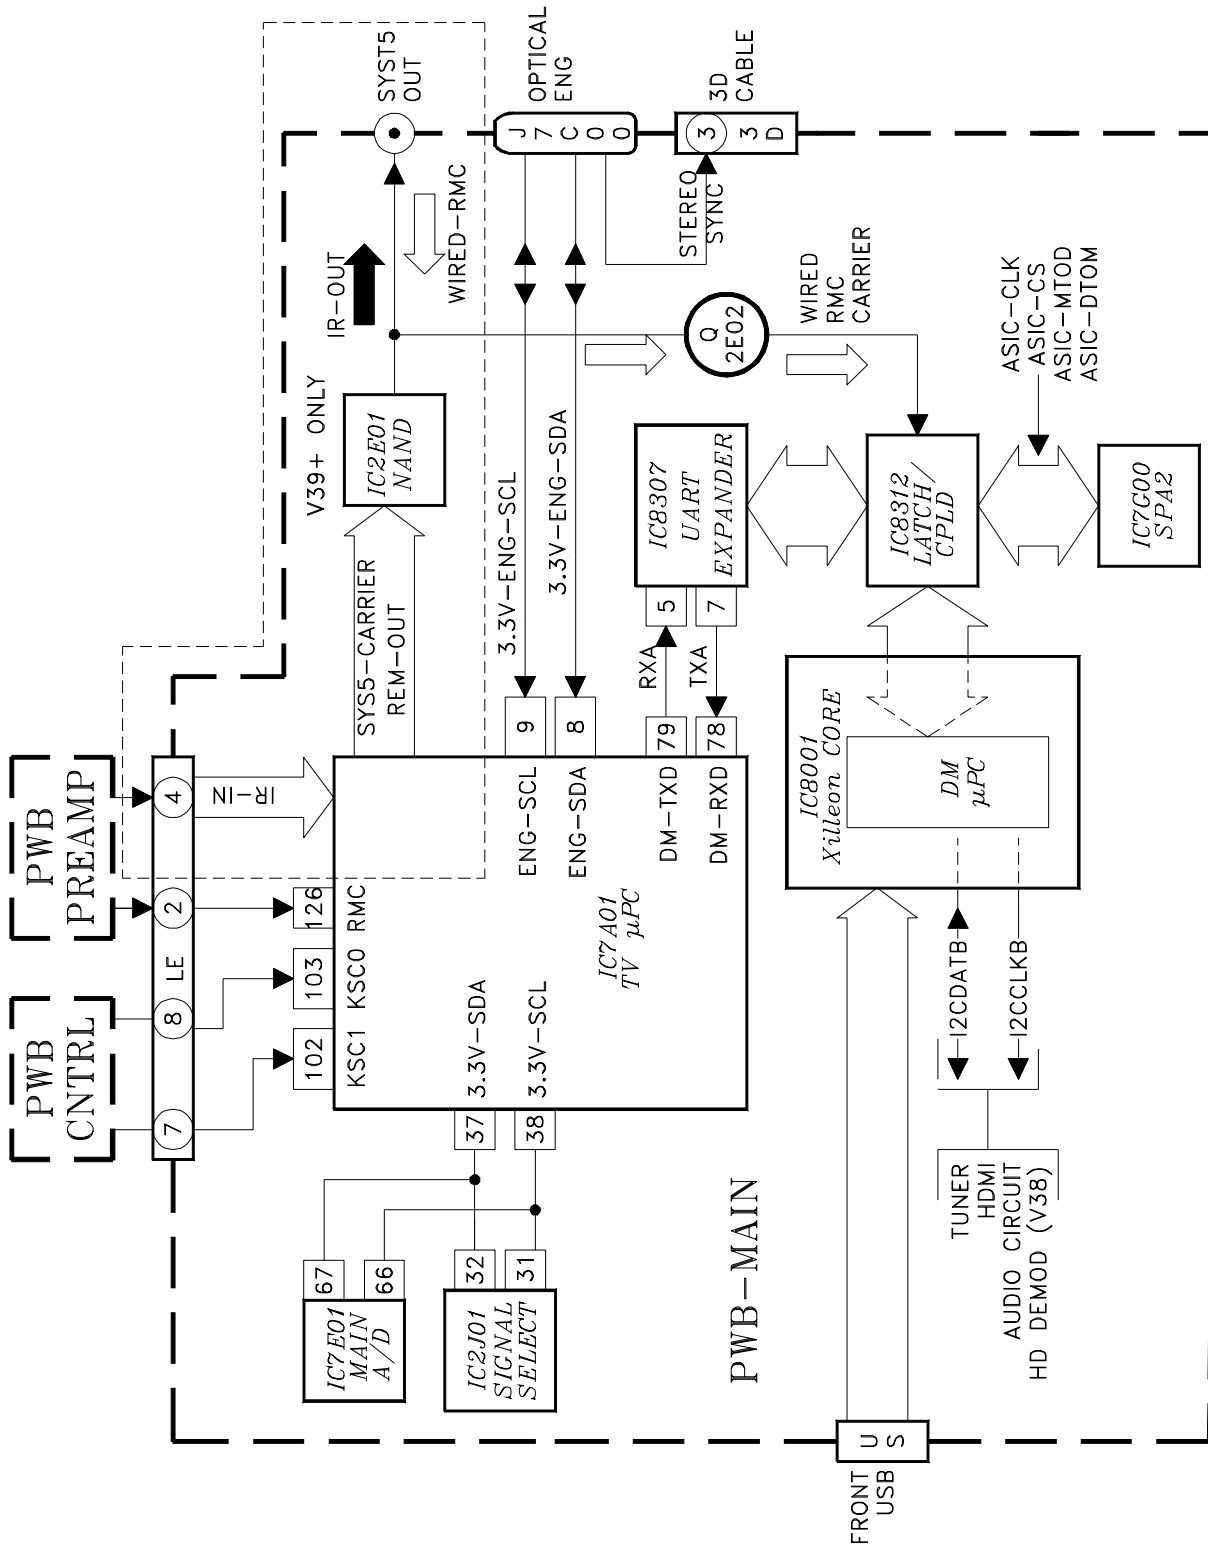 PWB
CNTRL
PWB
PREAMP
7
8
LE
2
4
IR-IN
102
103
126
KSC1
KSC0
RMC
SYS5-CARRIER
REM-OUT
V39+ ONLY
IC2E01
NAND
IR-OUT
WIRED-RMC
SYST5
OUT
IC7E01
MAIN
A/D
67
66
IC2J01
SIGNAL
SELECT
32
31
37
38
3.3V-SDA
3.3V-SCL
IC7A01
TV µPC
ENG-SCL
ENG-SDA
9
8
3.3V-ENG-SCL
3.3V-ENG-SDA
J
7
C
0
0
OPTICAL
ENG
DM-TXD
DM-RXD
79
78
RXA
TXA
5
7
IC8307
UART
EXPANDER
Q
2E02
STEREO
SYNC
3
3
D
3D
CABLE
WIRED
RMC
CARRIER
PWB-MAIN
IC8001
Xilleon CORE
DM
µPC
IC8312
LATCH/
CPLD
ASIC-CLK
ASIC-CS
ASIC-MTOD
ASIC-DTOM
IC7G00
SPA2
U
S
FRONT
USB
I2CDATB
I2CCLKB
TUNER
HDMI
AUDIO CIRCUIT
HD DEMOD (V38)